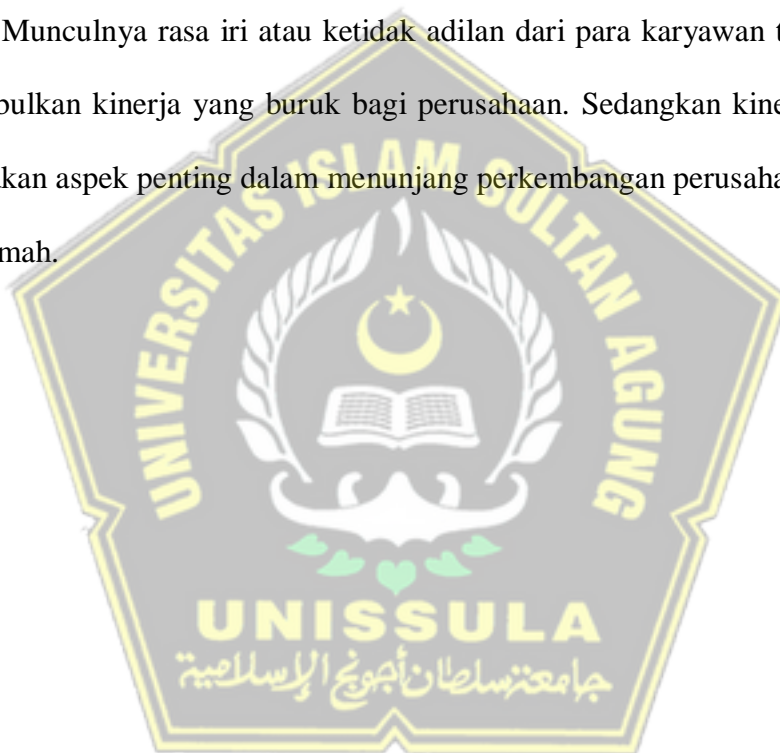 Munculnya rasa iri atau ketidak adilan dari para karyawan t
bulkan kinerja yang buruk bagi perusahaan. Sedangkan kine
kan aspek penting dalam menunjang perkembangan perusaha
mah.
UNIVERSITAS ISLAM SULTAN AGUNG
UNISSULA
جامعة سلطان أجونج الإسلامية